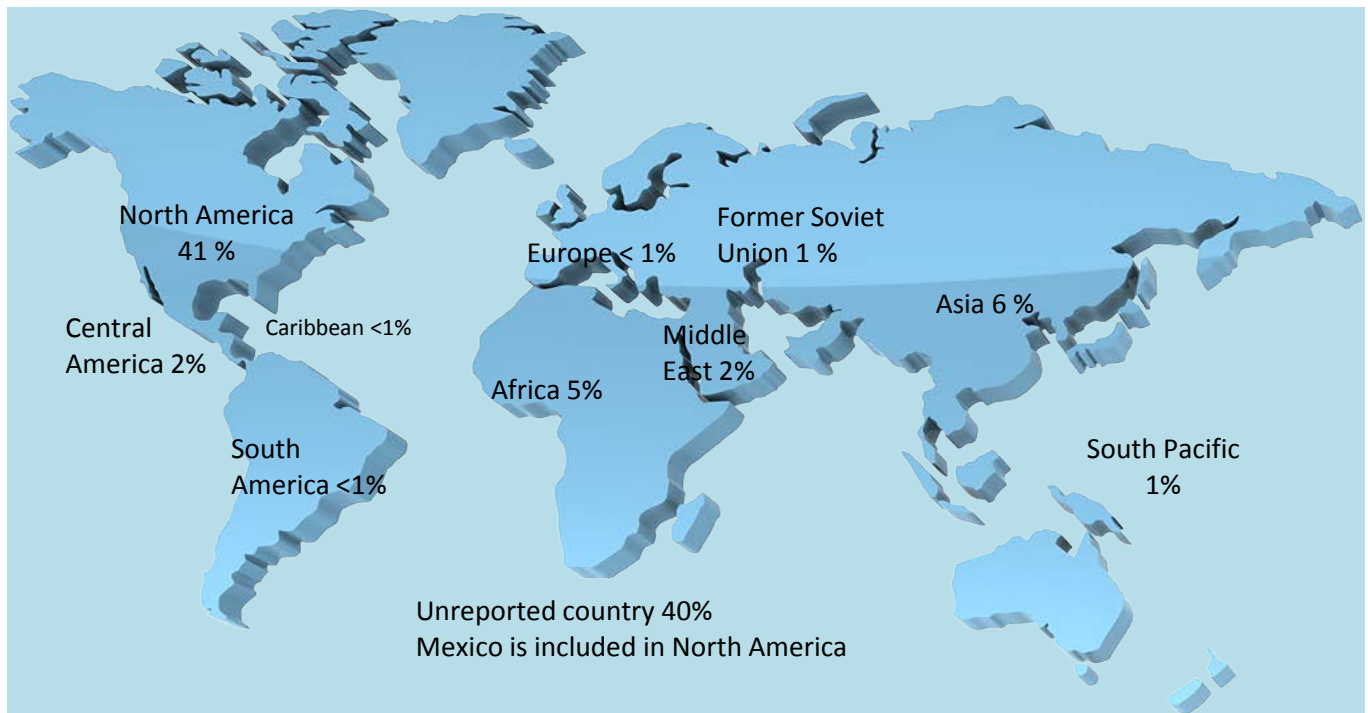 North America
41 %
Former Soviet
Union 1 %
Europe < 1%
Asia 6 %
Central
America 2%
Caribbean <1%
Middle
East 2%
Africa 5%
South
America <1%
South Pacific
1%
Unreported country 40%
Mexico is included in North America